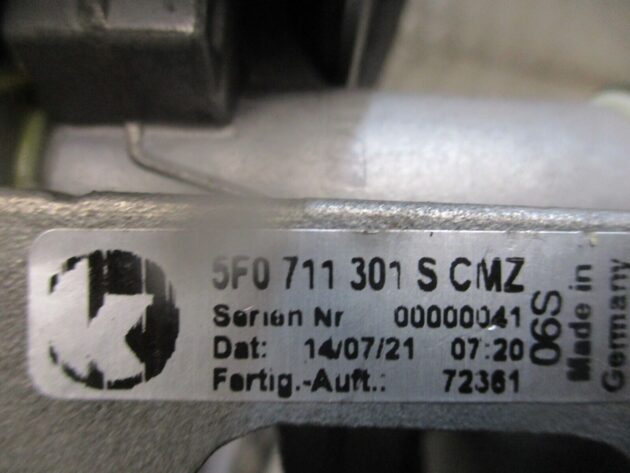 5F0 711 301 S CMZ
Serien Nr 00000041
Dat: 14/07/21 07:20
Fertig.-Auft.: 72361
06S
Made in
Germany